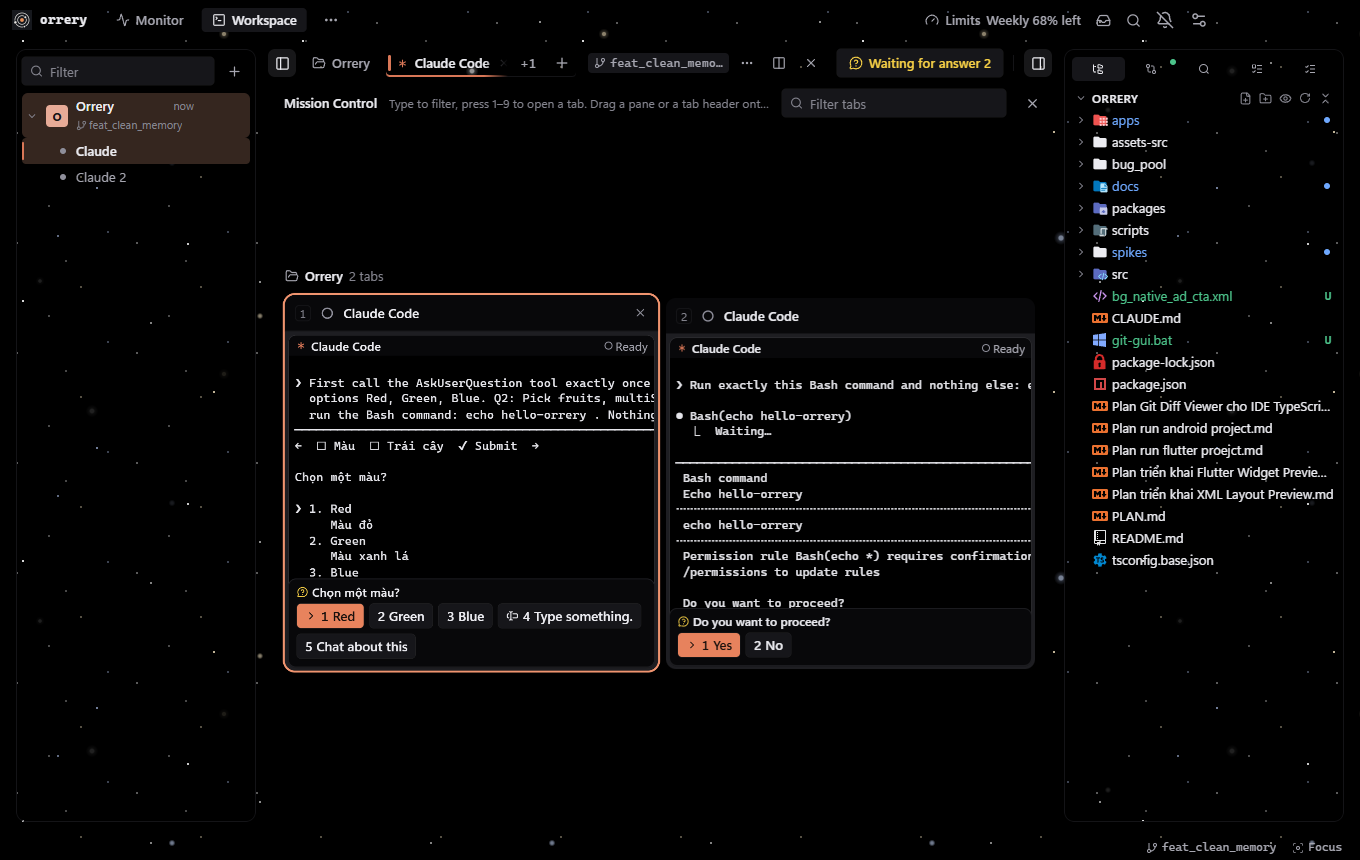 orrery
Monitor
Workspace
Limits Weekly 68% left
Filter
Orrery
now
feat_clean_memory
Claude
Claude 2
O
Orrery
Claude Code
+1
feat_clean_memo…
Waiting for answer 2
Mission Control
Type to filter, press 1–9 to open a tab. Drag a pane or a tab header ont…
Filter tabs
Orrery 2 tabs
1 Claude Code
Claude Code
Ready
❯ First call the AskUserQuestion tool exactly once
options Red, Green, Blue. Q2: Pick fruits, multiS
run the Bash command: echo hello-orrery . Nothing
← ☐ Màu ☐ Trái cây ✓ Submit →
Chọn một màu?
❯ 1. Red
Màu đỏ
2. Green
Màu xanh lá
3. Blue
Chọn một màu?
1 Red
2 Green
3 Blue
4 Type something.
5 Chat about this
2 Claude Code
Claude Code
Ready
❯ Run exactly this Bash command and nothing else: e
● Bash(echo hello-orrery)
Waiting…
Bash command
Echo hello-orrery
echo hello-orrery
Permission rule Bash(echo *) requires confirmation
/permissions to update rules
Do you want to proceed?
Do you want to proceed?
1 Yes
2 No
ORRERY
apps
assets-src
bug_pool
docs
packages
scripts
spikes
src
bg_native_ad_cta.xml U
CLAUDE.md
git-gui.bat U
package-lock.json
package.json
Plan Git Diff Viewer cho IDE TypeScri…
Plan run android project.md
Plan run flutter proejct.md
Plan triển khai Flutter Widget Previe…
Plan triển khai XML Layout Preview.md
PLAN.md
README.md
tsconfig.base.json
feat_clean_memory
Focus